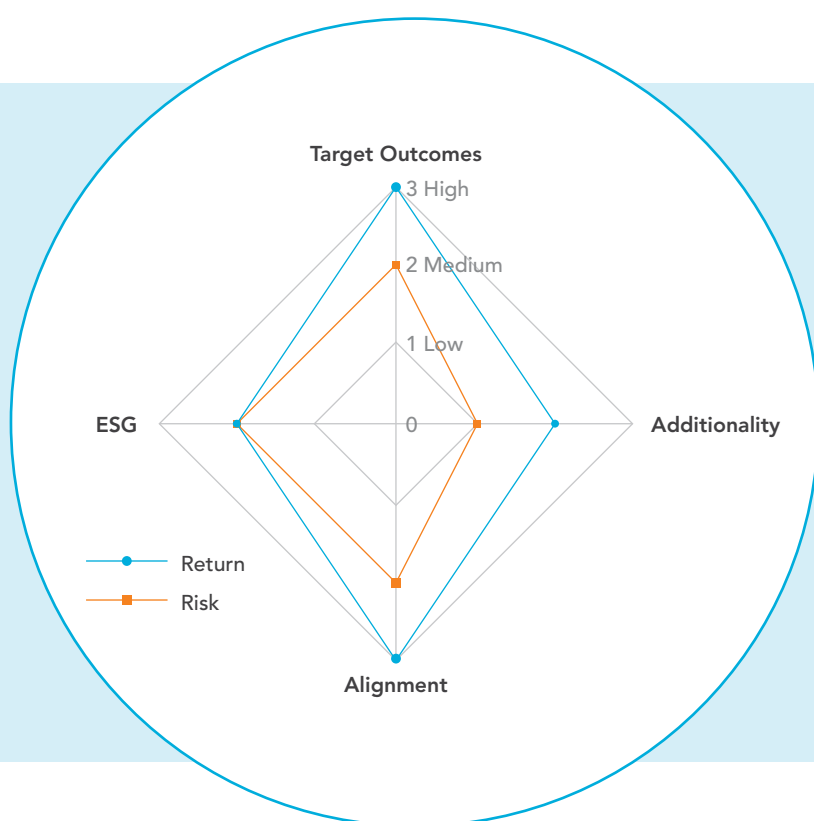 Target Outcomes
3 High
2 Medium
1 Low
ESG
0
Additionality
Return
Risk
Alignment